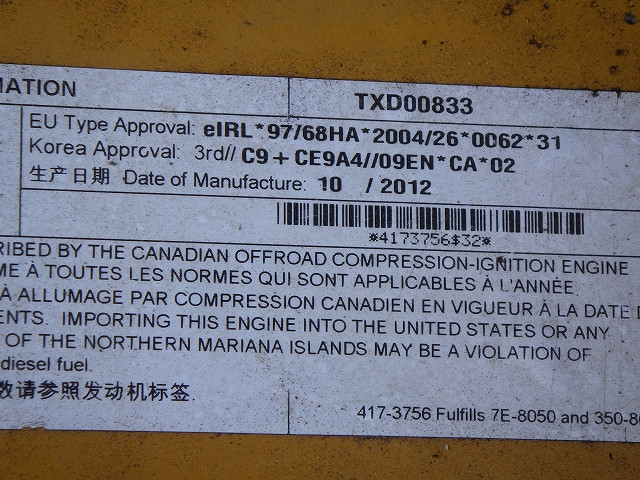 MATION
TXD00833
EU Type Approval: eIRL*97/68HA*2004/26*0062*31
Korea Approval: 3rd// C9+CE9A4//09EN*CA*02
生产日期 Date of Manufacture: 10 / 2012
*4173756$32*
RIBED BY THE CANADIAN OFFROAD COMPRESSION-IGNITION ENGINE
ME À TOUTES LES NORMES QUI SONT APPLICABLES À L'ANNÉE
À ALLUMAGE PAR COMPRESSION CANADIEN EN VIGUEUR À LA DATE D
ENTS. IMPORTING THIS ENGINE INTO THE UNITED STATES OR ANY
OF THE NORTHERN MARIANA ISLANDS MAY BE A VIOLATION OF
diesel fuel.
数请参照发动机标签.
417-3756 Fulfills 7E-8050 and 350-8